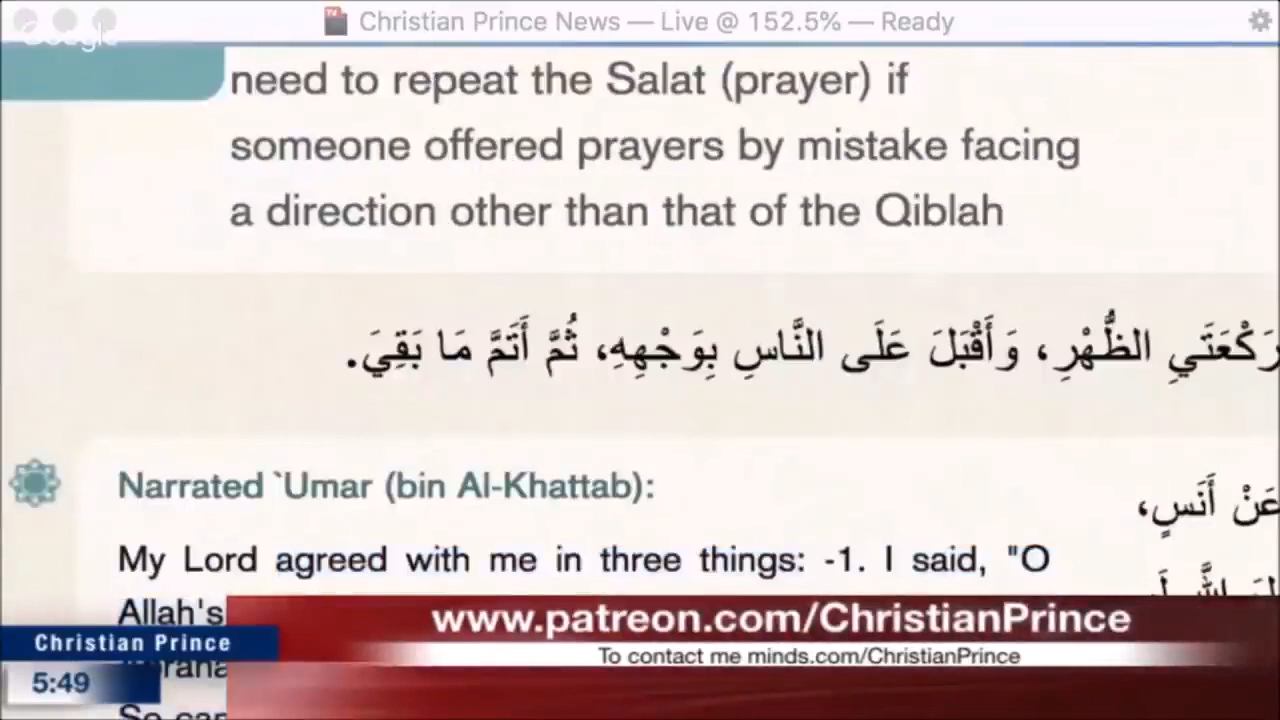 Google
Christian Prince News — Live @ 152.5% — Ready
need to repeat the Salat (prayer) if
someone offered prayers by mistake facing
a direction other than that of the Qiblah
رَكْعَتَيِ الظُّهْرِ، وَأَقْبَلَ عَلَى النَّاسِ بِوَجْهِهِ، ثُمَّ أَتَمَّ مَا بَقِيَ.
Narrated `Umar (bin Al-Khattab):
عَنْ أَنَسٍ،
My Lord agreed with me in three things: -1. I said, "O
Allah's
www.patreon.com/ChristianPrince
Christian Prince
To contact me minds.com/ChristianPrince
5:49